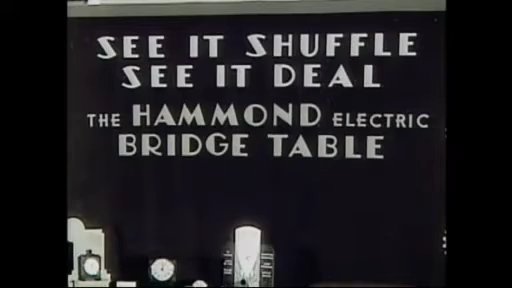 SEE IT SHUFFLE
SEE IT DEAL
THE HAMMOND ELECTRIC
BRIDGE TABLE